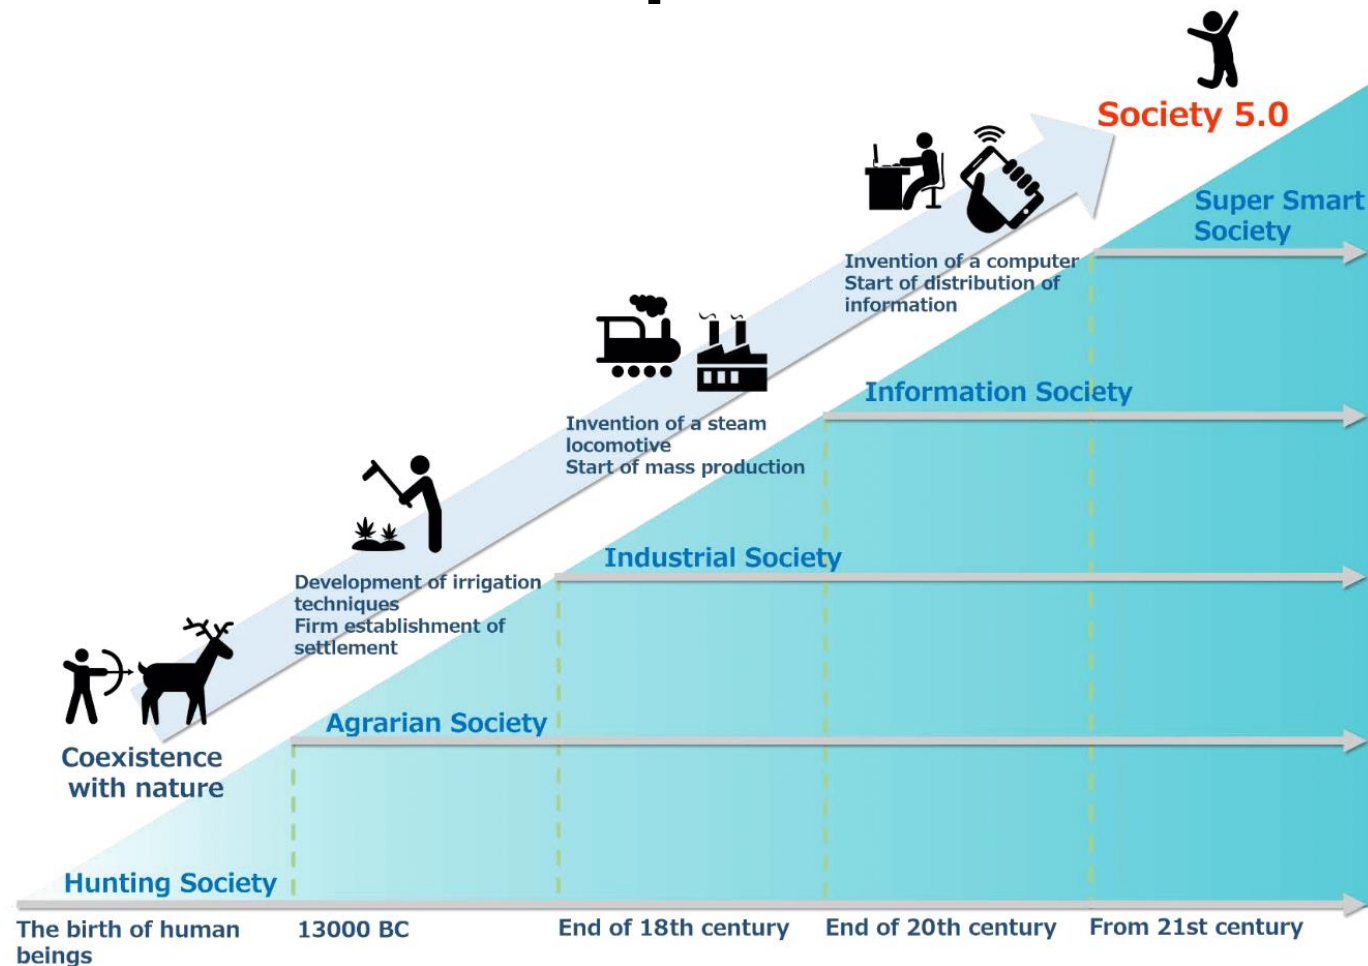 Society 5.0
Super Smart
Society
Invention of a computer
Start of distribution of
information
Information Society
Invention of a steam
locomotive
Start of mass production
Industrial Society
Development of irrigation
techniques
Firm establishment of
settlement
Agrarian Society
Coexistence
with nature
Hunting Society
The birth of human
beings
13000 BC
End of 18th century
End of 20th century
From 21st century